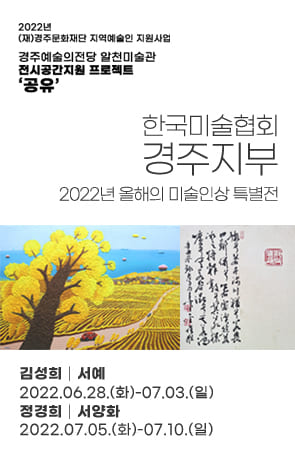 2022년
(재)경주문화재단 지역예술인 지원사업
경주예술의전당 알천미술관
전시공간지원 프로젝트
‘공유’
한국미술협회
경주지부
2022년 올해의 미술인상 특별전
김성희 | 서예
2022.06.28.(화)-07.03.(일)
정경희 | 서양화
2022.07.05.(화)-07.10.(일)